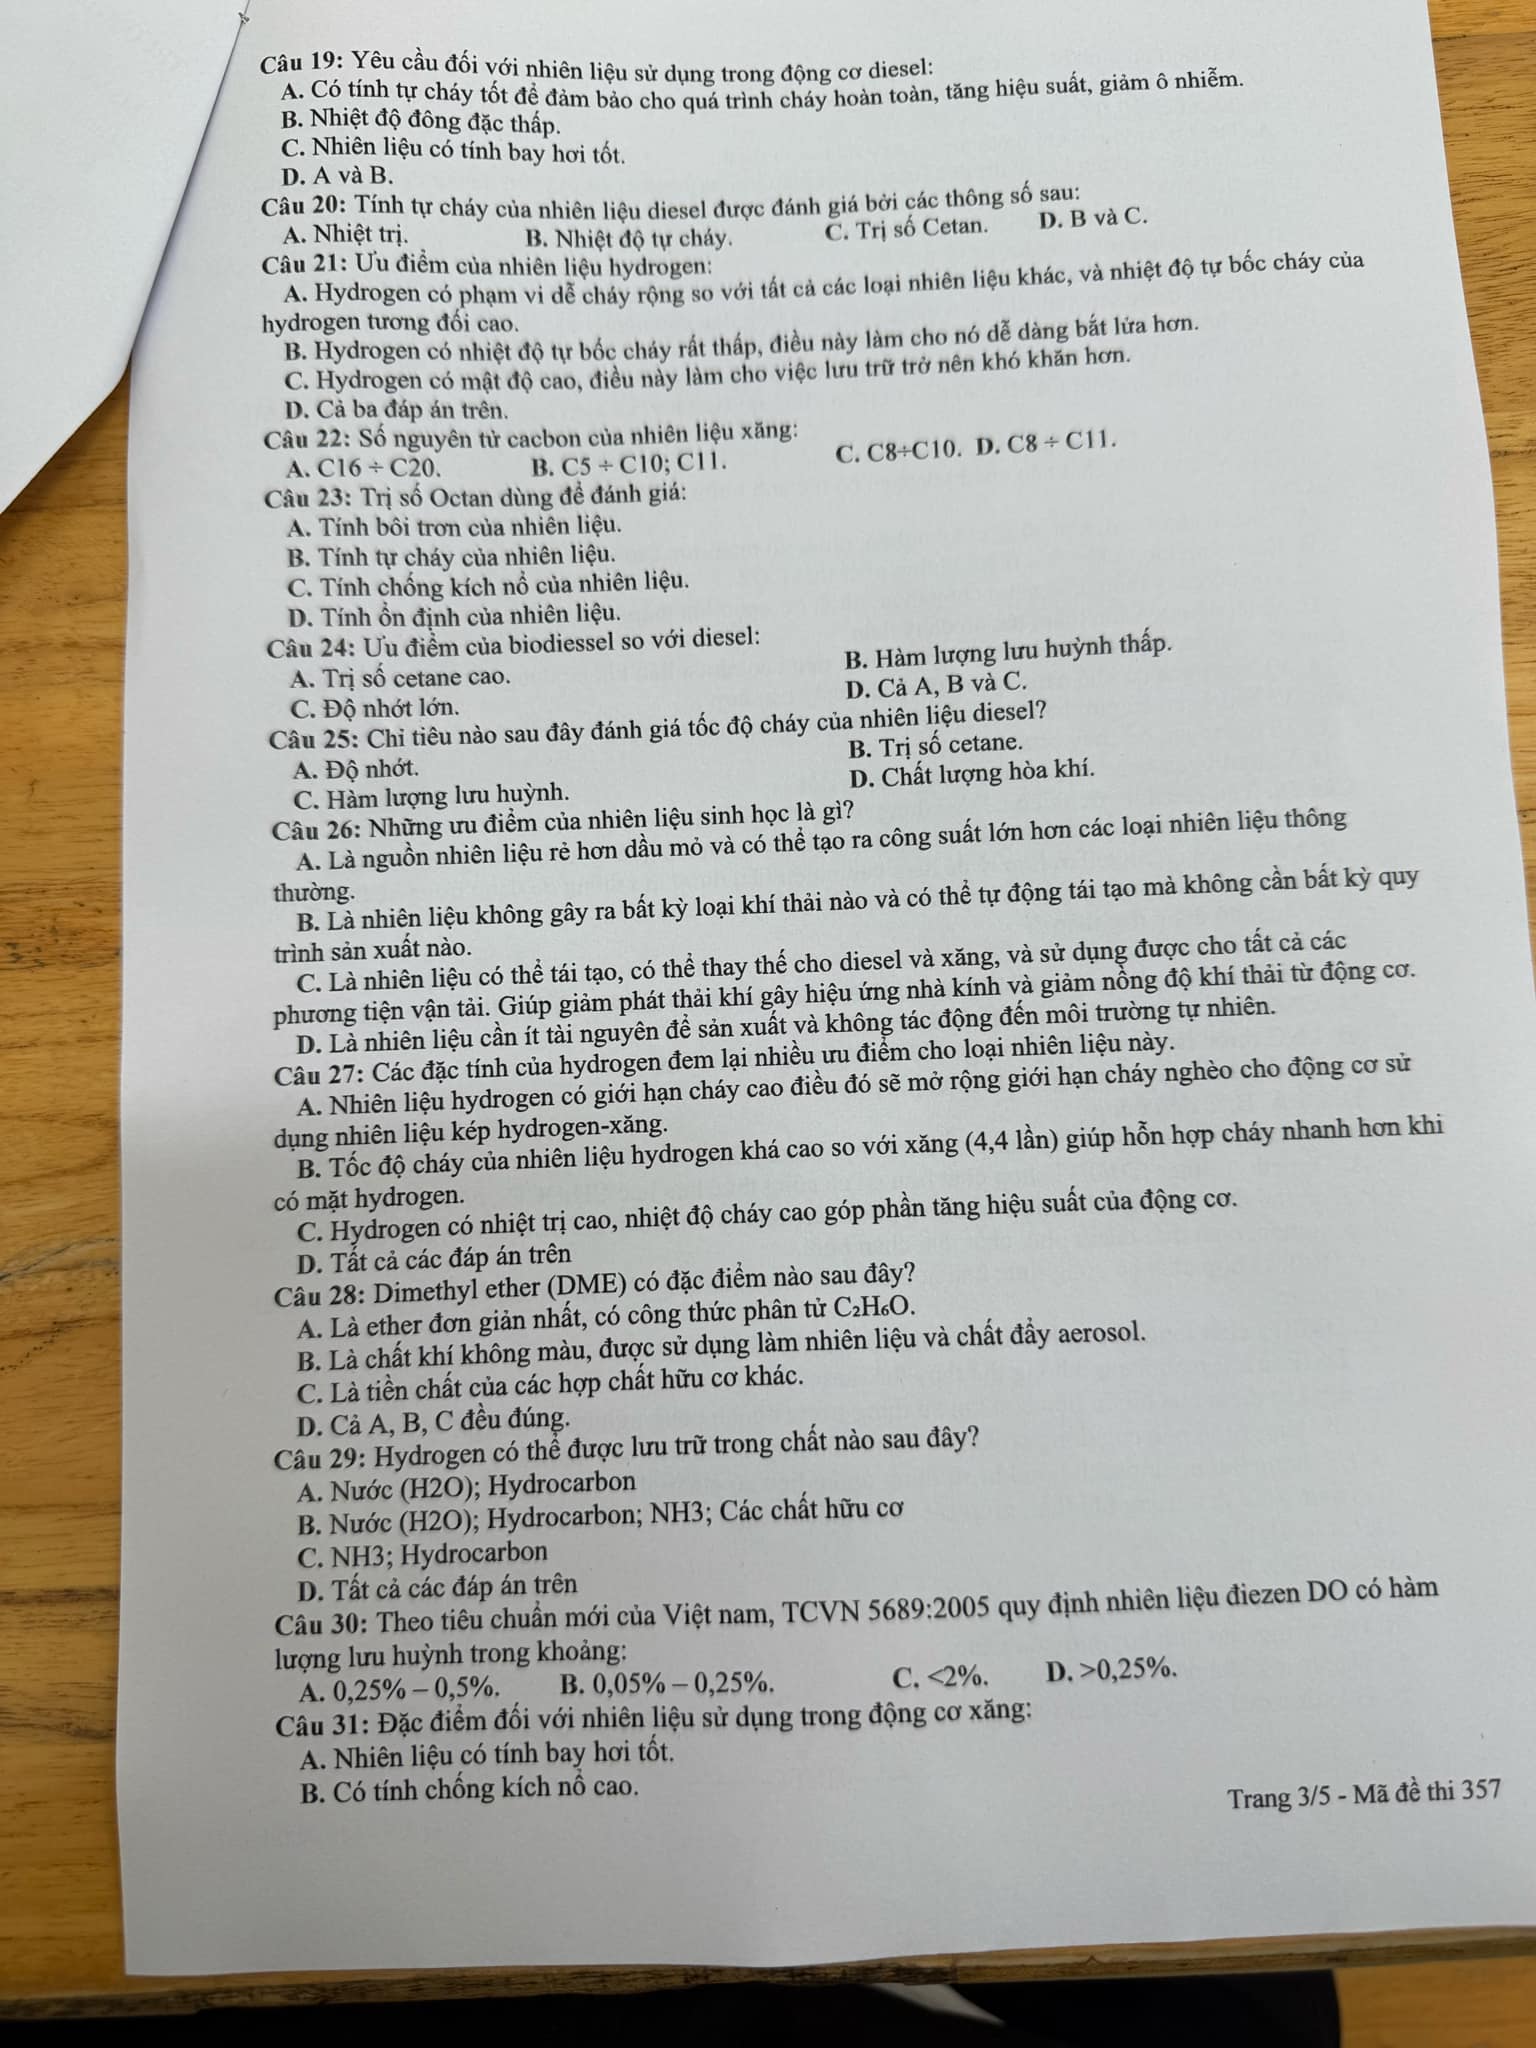 Câu 19: Yêu cầu đối với nhiên liệu sử dụng trong động cơ diesel:
A. Có tính tự cháy tốt để đảm bảo cho quá trình cháy hoàn toàn, tăng hiệu suất, giảm ô nhiễm.
B. Nhiệt độ đông đặc thấp.
C. Nhiên liệu có tính bay hơi tốt.
D. A và B.
Câu 20: Tính tự cháy của nhiên liệu diesel được đánh giá bởi các thông số sau:
A. Nhiệt trị. B. Nhiệt độ tự cháy. C. Trị số Cetan. D. B và C.
Câu 21: Ưu điểm của nhiên liệu hydrogen:
A. Hydrogen có phạm vi dễ cháy rộng so với tất cả các loại nhiên liệu khác, và nhiệt độ tự bốc cháy của
hydrogen tương đối cao.
B. Hydrogen có nhiệt độ tự bốc cháy rất thấp, điều này làm cho nó dễ dàng bắt lửa hơn.
C. Hydrogen có mật độ cao, điều này làm cho việc lưu trữ trở nên khó khăn hơn.
D. Cả ba đáp án trên.
Câu 22: Số nguyên tử cacbon của nhiên liệu xăng:
A. C16 ÷ C20. B. C5 ÷ C10; C11. C. C8÷C10. D. C8 ÷ C11.
Câu 23: Trị số Octan dùng để đánh giá:
A. Tính bôi trơn của nhiên liệu.
B. Tính tự cháy của nhiên liệu.
C. Tính chống kích nổ của nhiên liệu.
D. Tính ổn định của nhiên liệu.
Câu 24: Ưu điểm của biodiessel so với diesel:
A. Trị số cetane cao. B. Hàm lượng lưu huỳnh thấp.
C. Độ nhớt lớn. D. Cả A, B và C.
Câu 25: Chỉ tiêu nào sau đây đánh giá tốc độ cháy của nhiên liệu diesel?
A. Độ nhớt. B. Trị số cetane.
C. Hàm lượng lưu huỳnh. D. Chất lượng hòa khí.
Câu 26: Những ưu điểm của nhiên liệu sinh học là gì?
A. Là nguồn nhiên liệu rẻ hơn dầu mỏ và có thể tạo ra công suất lớn hơn các loại nhiên liệu thông
thường.
B. Là nhiên liệu không gây ra bất kỳ loại khí thải nào và có thể tự động tái tạo mà không cần bất kỳ quy
trình sản xuất nào.
C. Là nhiên liệu có thể tái tạo, có thể thay thế cho diesel và xăng, và sử dụng được cho tất cả các
phương tiện vận tải. Giúp giảm phát thải khí gây hiệu ứng nhà kính và giảm nồng độ khí thải từ động cơ.
D. Là nhiên liệu cần ít tài nguyên để sản xuất và không tác động đến môi trường tự nhiên.
Câu 27: Các đặc tính của hydrogen đem lại nhiều ưu điểm cho loại nhiên liệu này.
A. Nhiên liệu hydrogen có giới hạn cháy cao điều đó sẽ mở rộng giới hạn cháy nghèo cho động cơ sử
dụng nhiên liệu kép hydrogen-xăng.
B. Tốc độ cháy của nhiên liệu hydrogen khá cao so với xăng (4,4 lần) giúp hỗn hợp cháy nhanh hơn khi
có mặt hydrogen.
C. Hydrogen có nhiệt trị cao, nhiệt độ cháy cao góp phần tăng hiệu suất của động cơ.
D. Tất cả các đáp án trên
Câu 28: Dimethyl ether (DME) có đặc điểm nào sau đây?
A. Là ether đơn giản nhất, có công thức phân tử C₂H₆O.
B. Là chất khí không màu, được sử dụng làm nhiên liệu và chất đẩy aerosol.
C. Là tiền chất của các hợp chất hữu cơ khác.
D. Cả A, B, C đều đúng.
Câu 29: Hydrogen có thể được lưu trữ trong chất nào sau đây?
A. Nước (H2O); Hydrocarbon
B. Nước (H2O); Hydrocarbon; NH3; Các chất hữu cơ
C. NH3; Hydrocarbon
D. Tất cả các đáp án trên
Câu 30: Theo tiêu chuẩn mới của Việt nam, TCVN 5689:2005 quy định nhiên liệu điezen DO có hàm
lượng lưu huỳnh trong khoảng:
A. 0,25% – 0,5%. B. 0,05% – 0,25%. C. <2%. D. >0,25%.
Câu 31: Đặc điểm đối với nhiên liệu sử dụng trong động cơ xăng:
A. Nhiên liệu có tính bay hơi tốt.
B. Có tính chống kích nổ cao.
Trang 3/5 - Mã đề thi 357